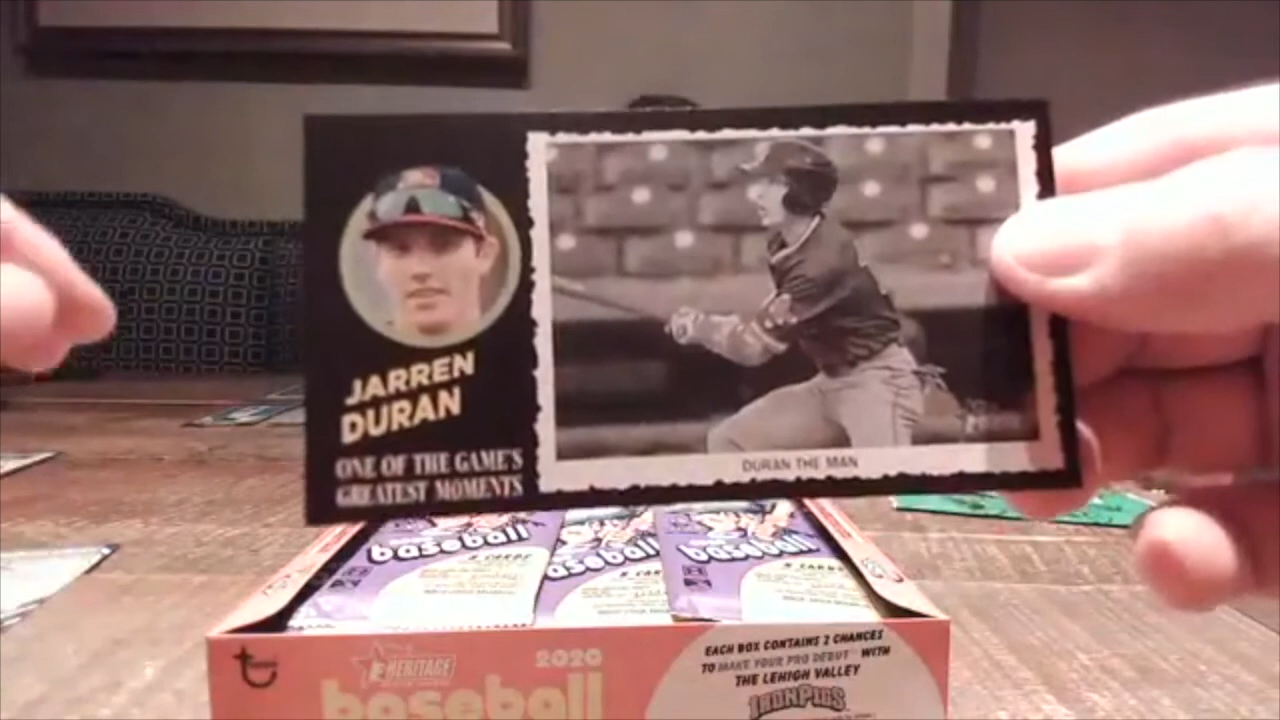 JARREN
DURAN
ONE OF THE GAME'S
GREATEST MOMENTS
DURAN THE MAN
baseball
baseball
baseball
EACH BOX CONTAINS 2 CHANCES
TO MAKE YOUR PRO DEBUT WITH
THE LEHIGH VALLEY
IRONPIGS
HERITAGE
2020
baseball